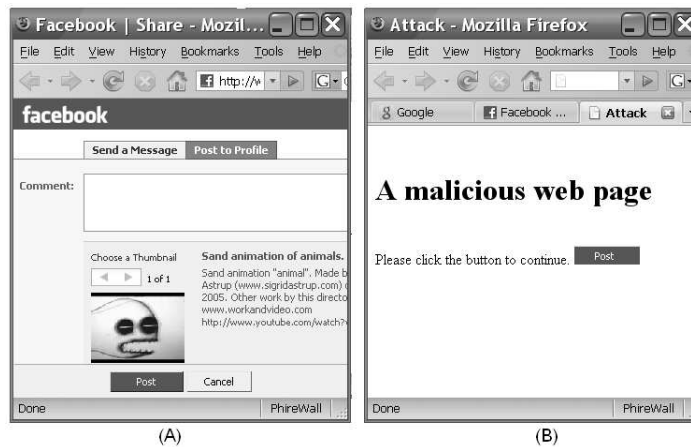 Facebook | Share - Mozil...
File Edit View History Bookmarks Tools Help
http://w
G
facebook
Send a Message Post to Profile
Comment:
Choose a Thumbnail
1 of 1
Sand animation of animals.
Sand animation "animal". Made b
Astrup (www.sigridastrup.com)
2005. Other work by this directo
www.workandvideo.com
http://www.youtube.com/watch?
Post Cancel
Done PhireWall
(A)
Attack - Mozilla Firefox
File Edit View History Bookmarks Tools Help
G
Google Facebook ... Attack
A malicious web page
Please click the button to continue. Post
Done PhireWall
(B)